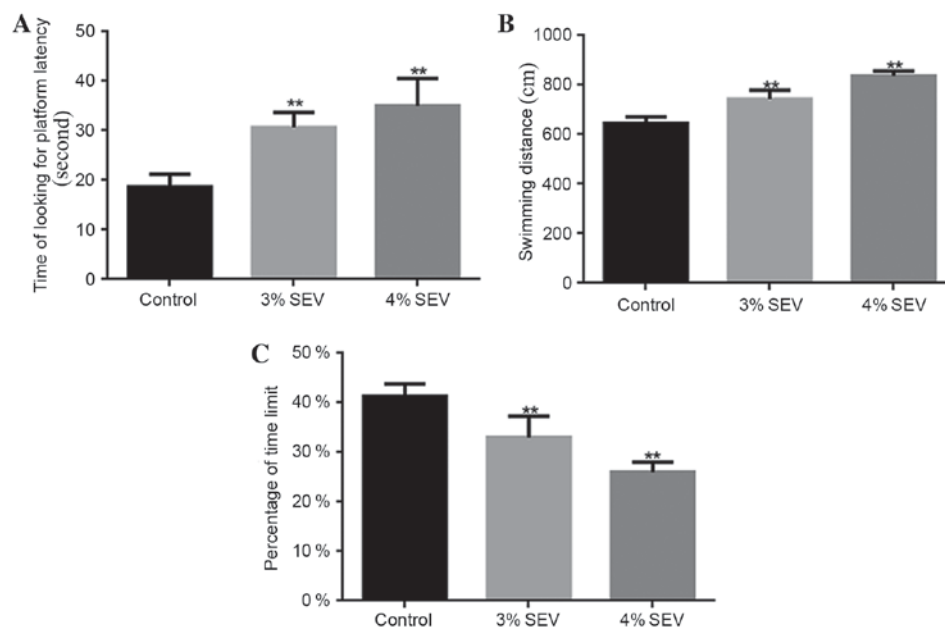 A
Time of looking for platform latency
(second)
50
40
30
20
10
0
**
**
Control
3% SEV
4% SEV
B
Swimming distance (cm)
1000
800
600
400
200
0
**
**
Control
3% SEV
4% SEV
C
Percentage of time limit
50 %
40 %
30 %
20 %
10 %
0 %
**
**
Control
3% SEV
4% SEV